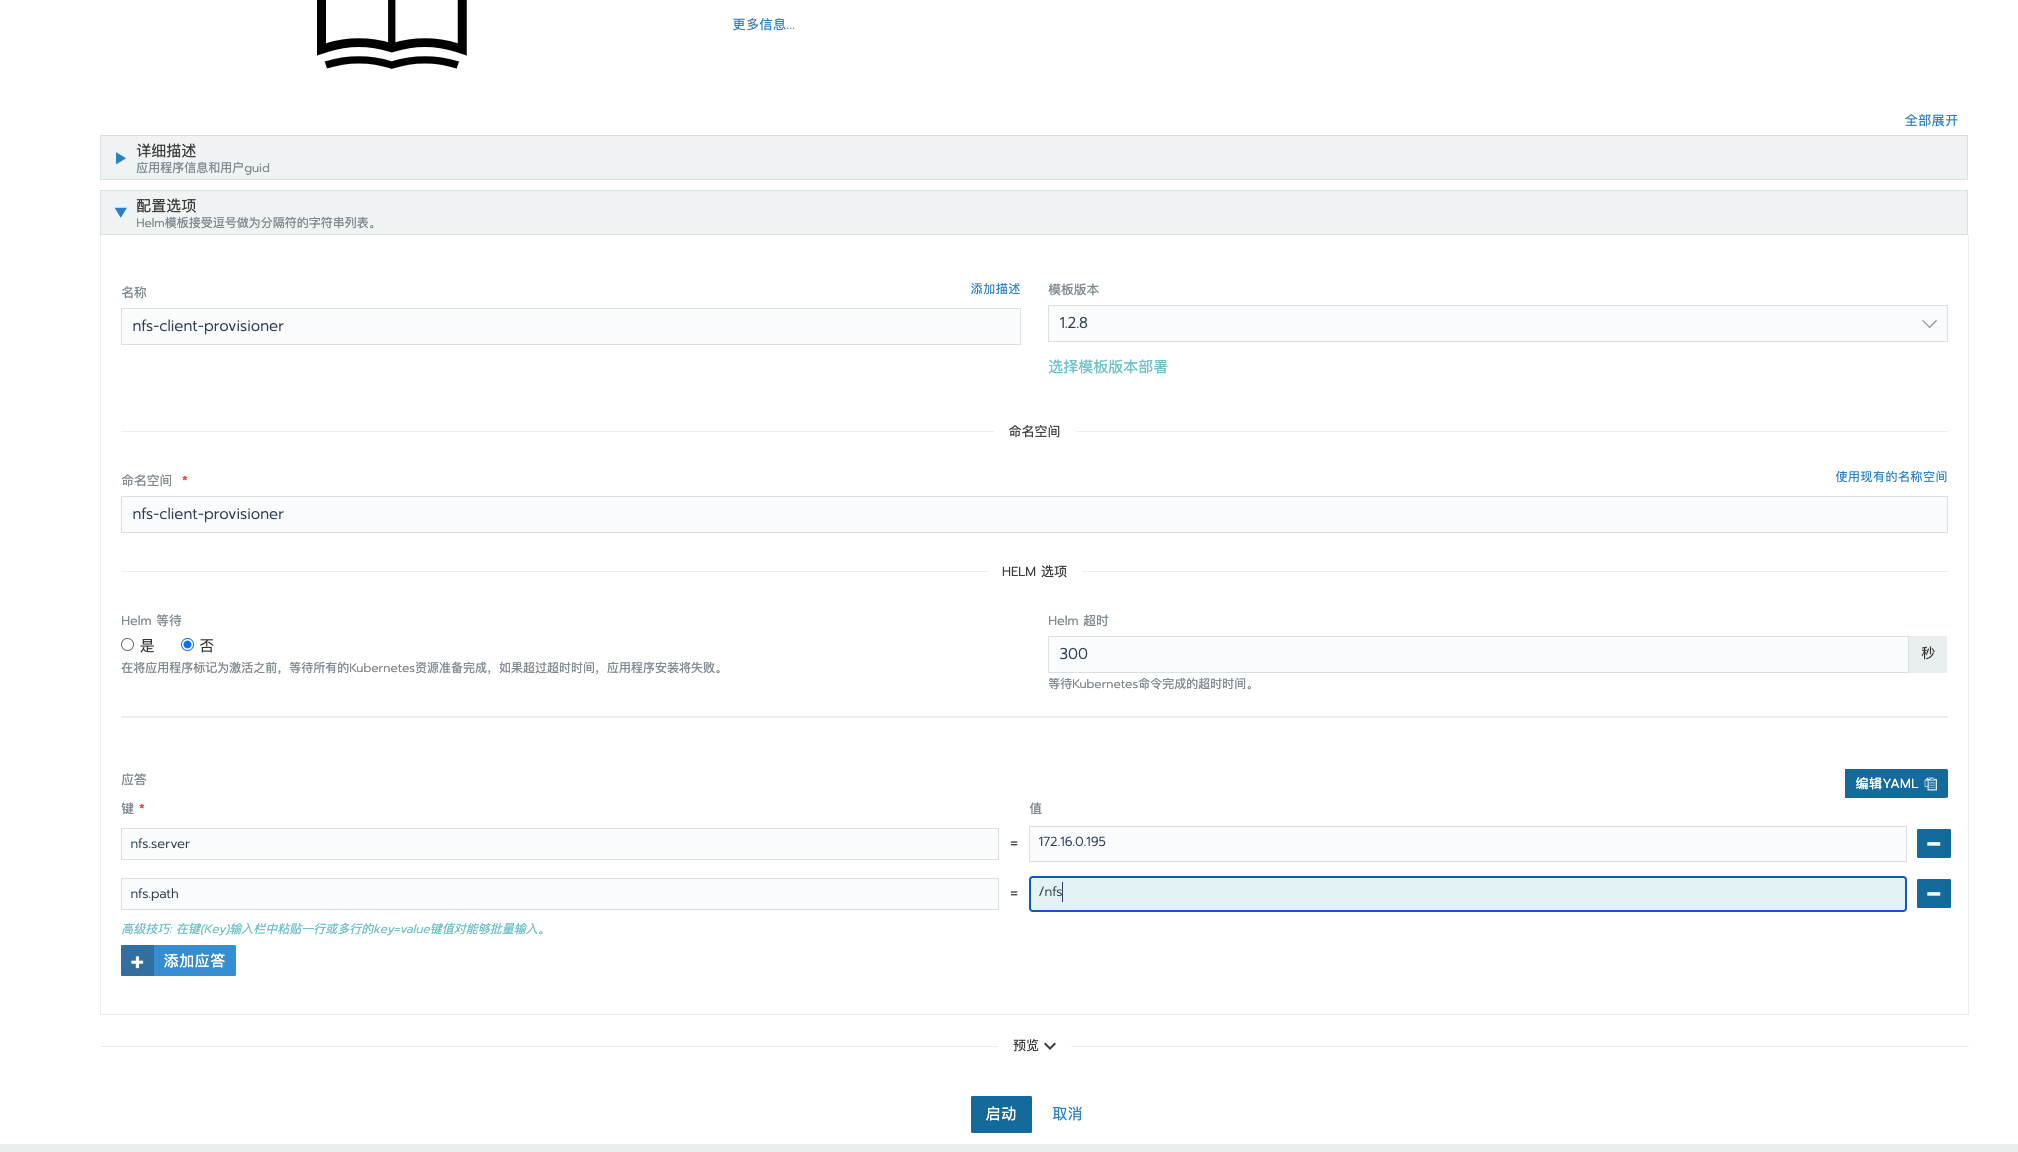 更多信息...
全部展开
详细描述
应用程序信息和用户guid
配置选项
Helm模板接受逗号做为分隔符的字符串列表。
名称
添加描述
模板版本
nfs-client-provisioner
1.2.8
选择模板版本部署
命名空间
命名空间 *
使用现有的名称空间
nfs-client-provisioner
HELM 选项
Helm 等待
Helm 超时
是
否
300
秒
在将应用程序标记为激活之前，等待所有的Kubernetes资源准备完成，如果超过超时时间，应用程序安装将失败。
等待Kubernetes命令完成的超时时间。
应答
编辑YAML
键 *
值
nfs.server
=
172.16.0.195
nfs.path
=
/nfs
高级技巧: 在键(Key)输入栏中粘贴一行或多行的key=value键值对能够批量输入。
添加应答
预览
启动
取消